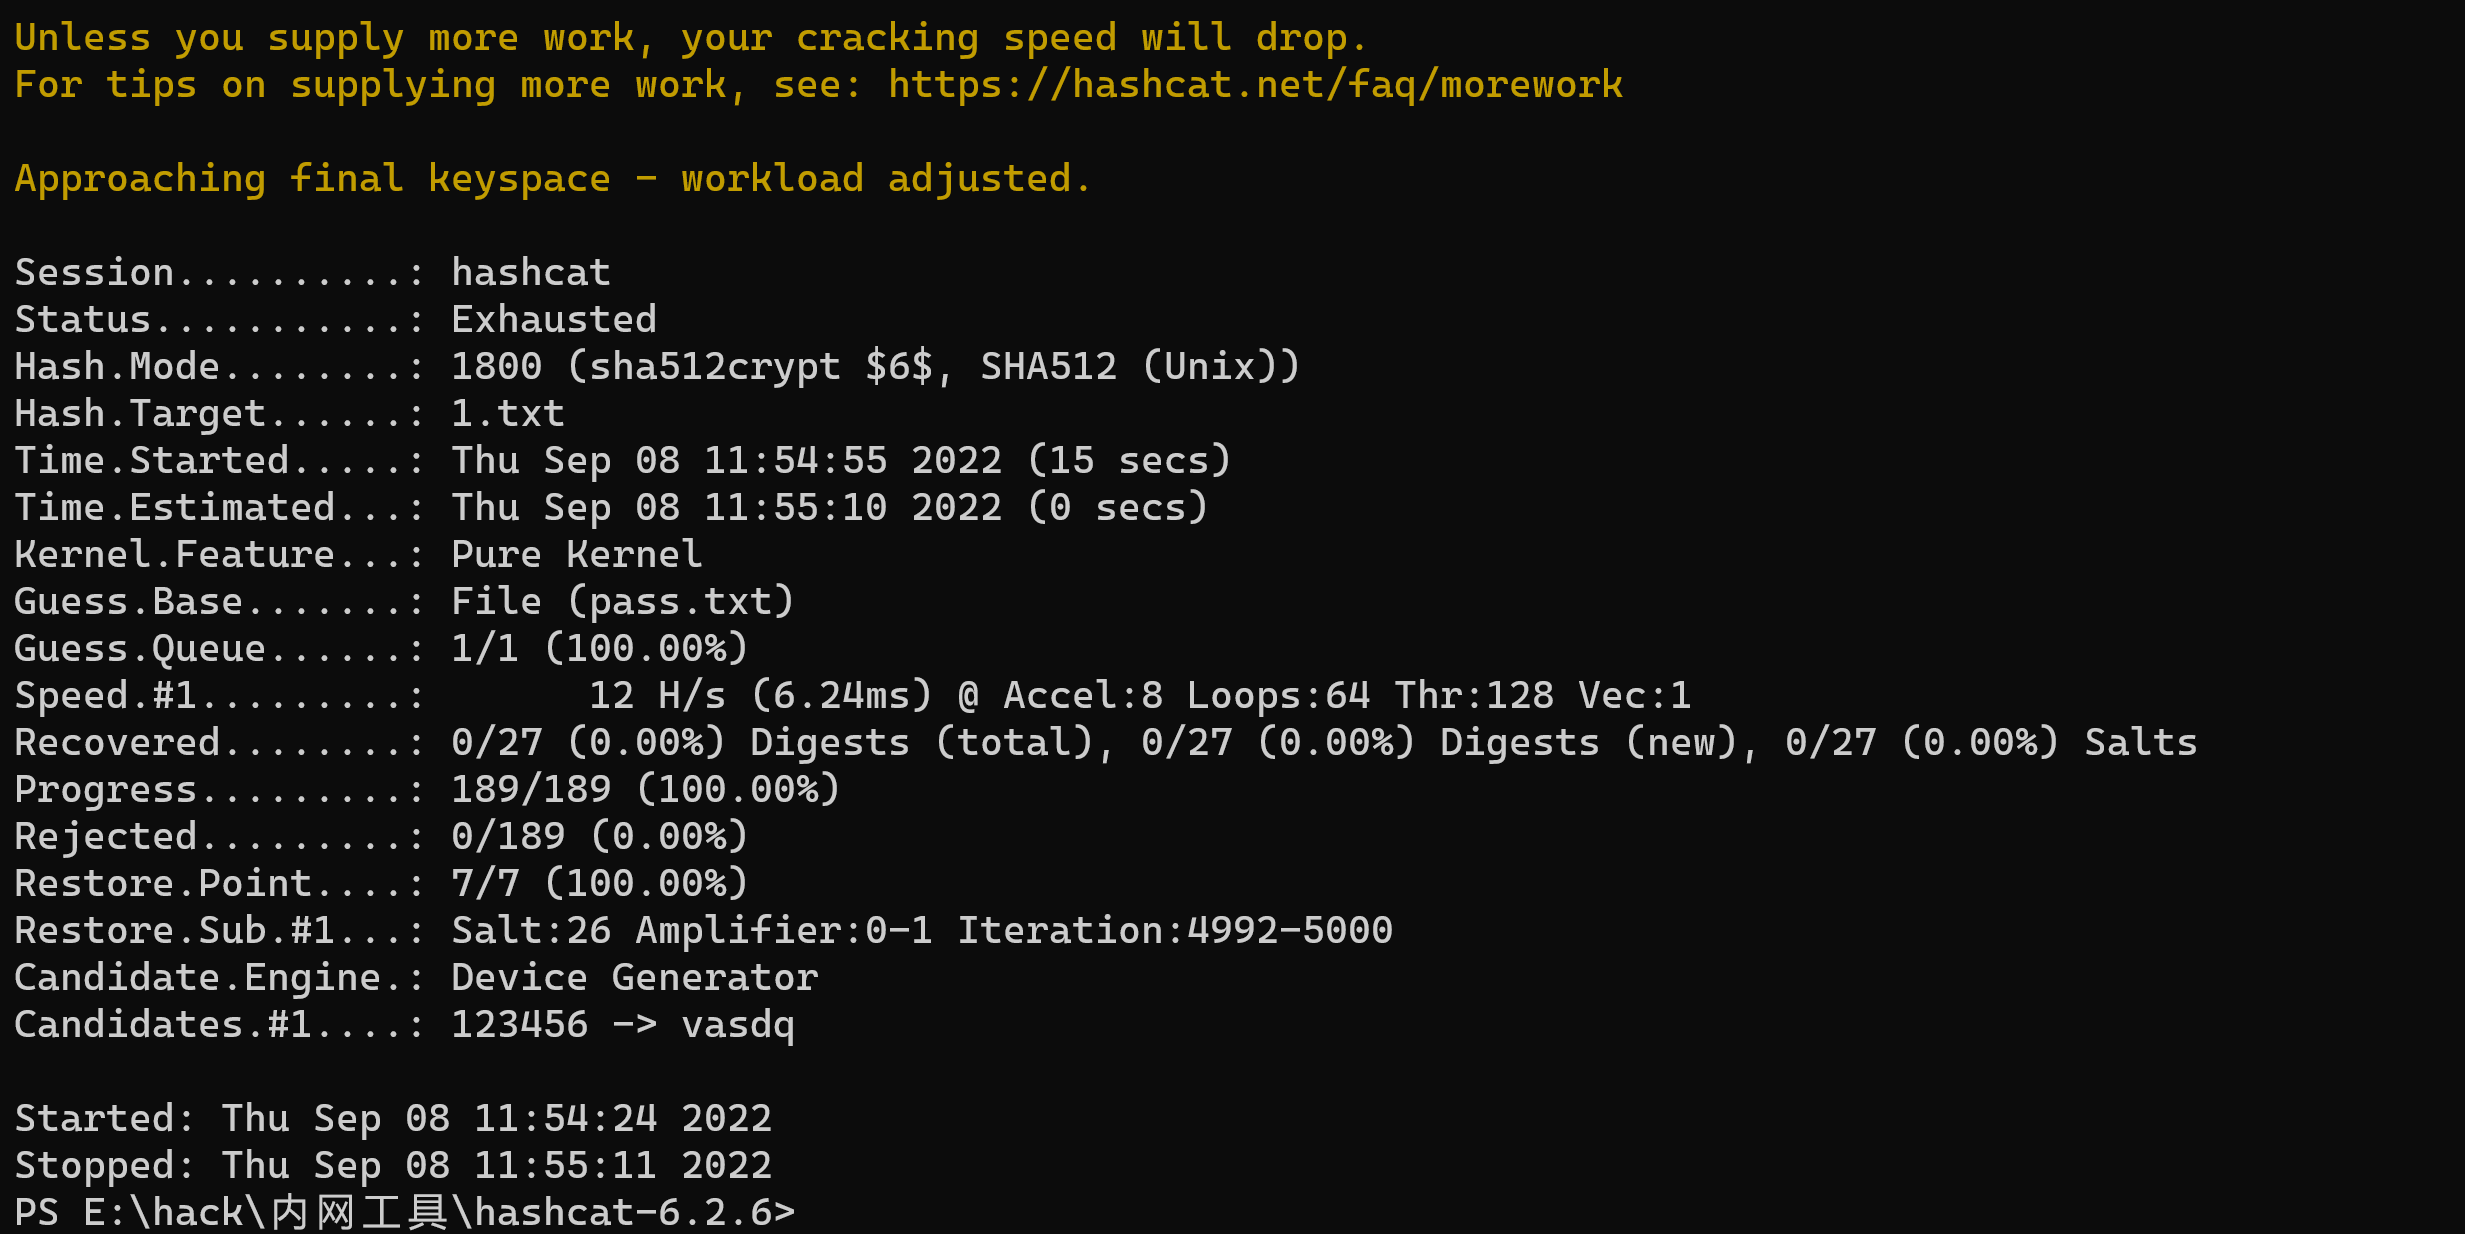 Unless you supply more work, your cracking speed will drop.
For tips on supplying more work, see: https://hashcat.net/faq/morework
Approaching final keyspace - workload adjusted.
Session..........: hashcat
Status...........: Exhausted
Hash.Mode........: 1800 (sha512crypt $6$, SHA512 (Unix))
Hash.Target......: 1.txt
Time.Started.....: Thu Sep 08 11:54:55 2022 (15 secs)
Time.Estimated...: Thu Sep 08 11:55:10 2022 (0 secs)
Kernel.Feature...: Pure Kernel
Guess.Base.......: File (pass.txt)
Guess.Queue......: 1/1 (100.00%)
Speed.#1.........:       12 H/s (6.24ms) @ Accel:8 Loops:64 Thr:128 Vec:1
Recovered........: 0/27 (0.00%) Digests (total), 0/27 (0.00%) Digests (new), 0/27 (0.00%) Salts
Progress.........: 189/189 (100.00%)
Rejected.........: 0/189 (0.00%)
Restore.Point....: 7/7 (100.00%)
Restore.Sub.#1...: Salt:26 Amplifier:0-1 Iteration:4992-5000
Candidate.Engine.: Device Generator
Candidates.#1....: 123456 -> vasdq
Started: Thu Sep 08 11:54:24 2022
Stopped: Thu Sep 08 11:55:11 2022
PS E:\hack\内网工具\hashcat-6.2.6>